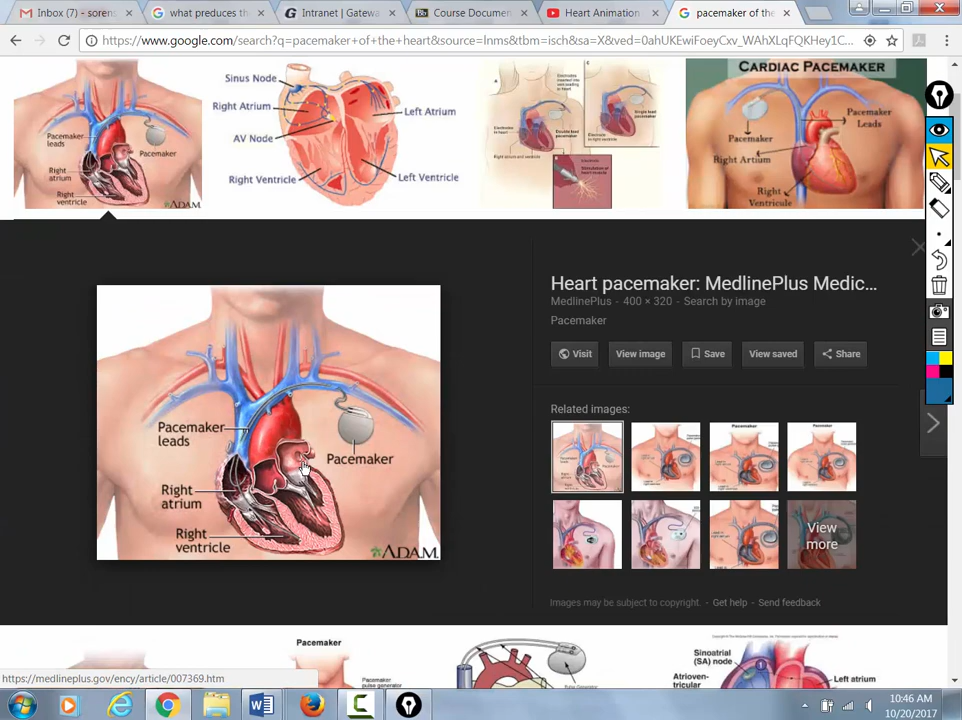 Inbox (7) - sorens
what preduces th
Intranet | Gatew
Course Documen
Heart Animation
pacemaker of the
https://www.google.com/search?q=pacemaker+of+the+heart&source=lnms&tbm=isch&sa=X&ved=0ahUKEwiFoeyCxv_WAhXLqFQKHey1C...
Pacemaker leads
Pacemaker
Right atrium
Right ventricle
ADAM.
Sinus Node
Right Atrium
AV Node
Right Ventricle
Left Atrium
Left Ventricle
CARDIAC PACEMAKER
Pacemaker
Pacemaker Leads
Right Artium
Right Ventricule
Pacemaker
leads
Pacemaker
Right
atrium
Right
ventricle
ADAM.
Heart pacemaker: MedlinePlus Medic...
MedlinePlus - 400 × 320 - Search by image
Pacemaker
Visit
View image
Save
View saved
Share
Related images:
View
more
Images may be subject to copyright. - Get help - Send feedback
Pacemaker
Sinoatrial
(SA) node
Atrioven-
Left atrium
https://medlineplus.gov/ency/article/007369.htm
10:46 AM
10/20/2017